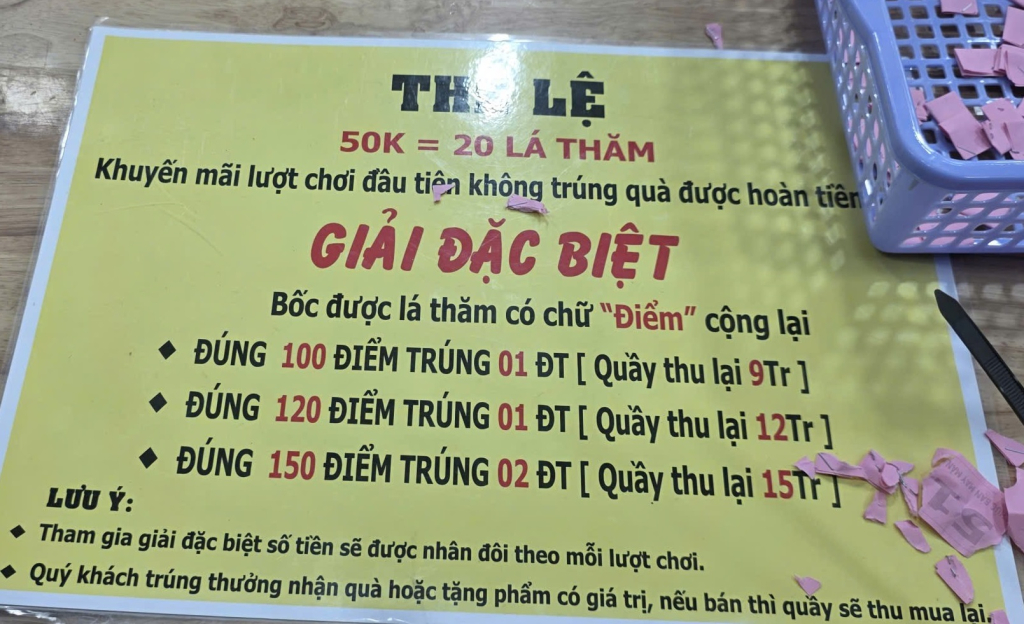 THỂ LỆ
50K = 20 LÁ THĂM
Khuyến mãi lượt chơi đầu tiên không trúng quà được hoàn tiền
GIẢI ĐẶC BIỆT
Bốc được lá thăm có chữ "Điểm" cộng lại
◆ ĐÚNG 100 ĐIỂM TRÚNG 01 ĐT [ Quầy thu lại 9Tr ]
◆ ĐÚNG 120 ĐIỂM TRÚNG 01 ĐT [ Quầy thu lại 12Tr ]
◆ ĐÚNG 150 ĐIỂM TRÚNG 02 ĐT [ Quầy thu lại 15Tr ]
LƯU Ý:
◆ Tham gia giải đặc biệt số tiền sẽ được nhân đôi theo mỗi lượt chơi.
◆ Quý khách trúng thưởng nhận quà hoặc tặng phẩm có giá trị, nếu bán thì quầy sẽ thu mua lại.